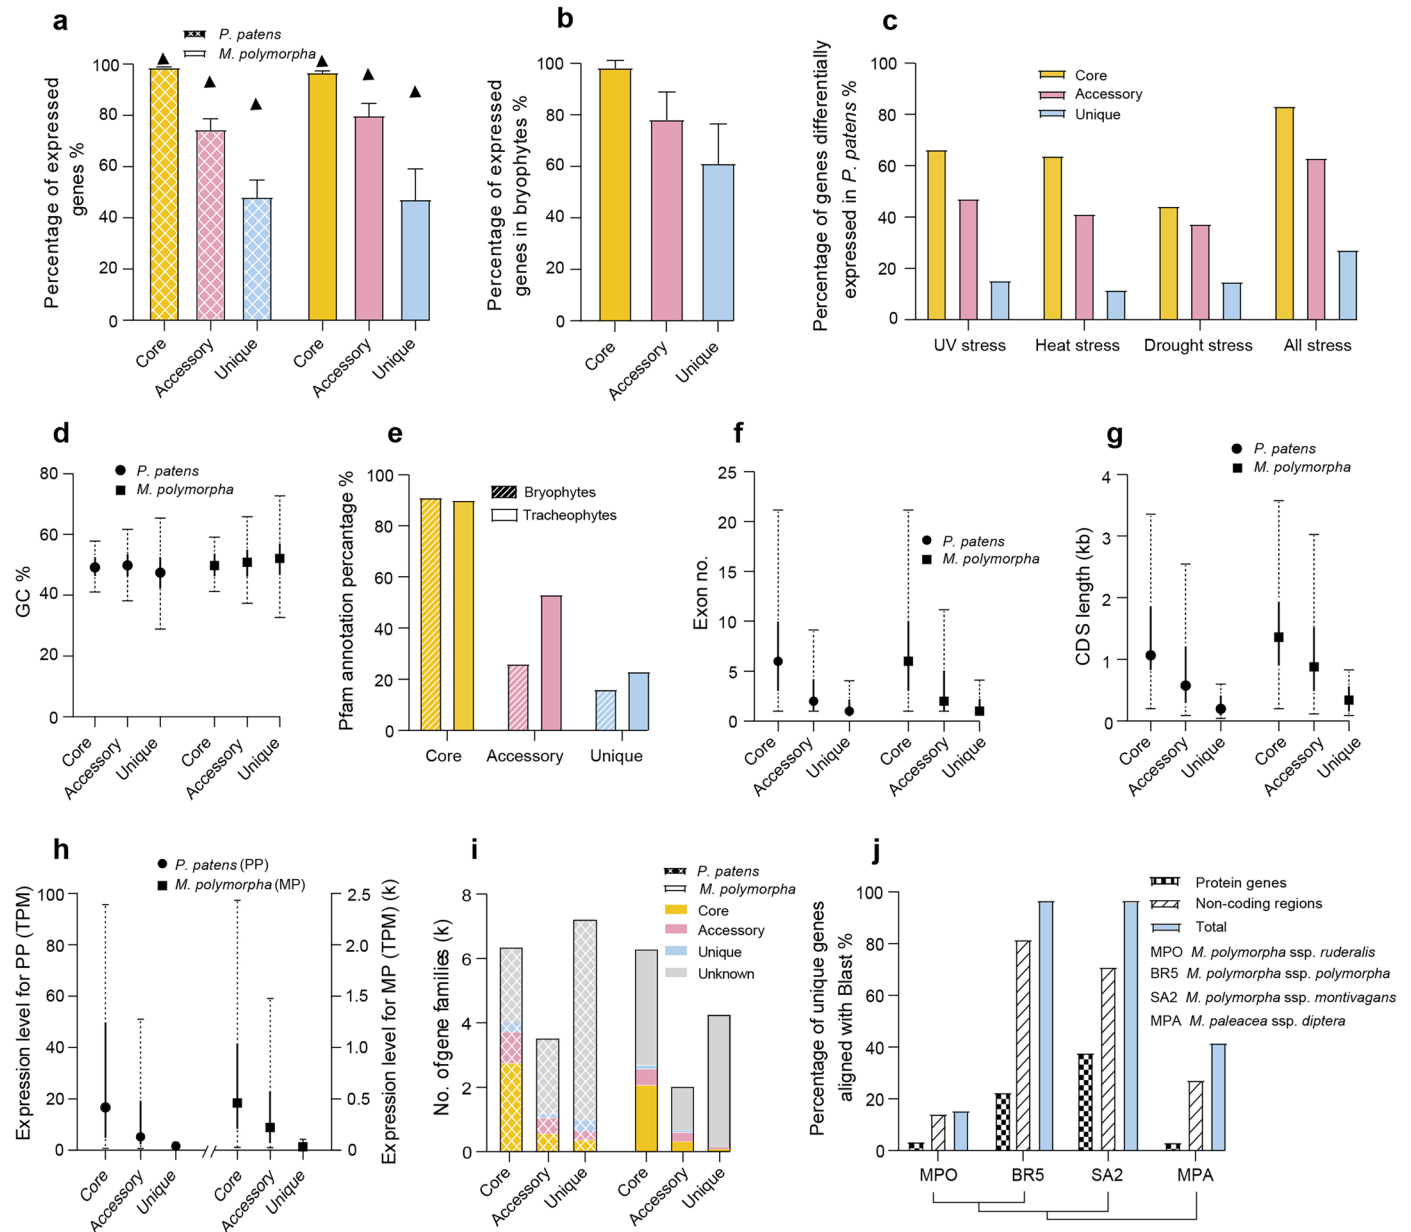 a
P. patens
M. polymorpha
Percentage of expressed
genes %
100
80
60
40
20
0
Core
Accessory
Unique
Core
Accessory
Unique
b
Percentage of expressed
genes in bryophytes %
100
80
60
40
20
0
Core
Accessory
Unique
c
Percentage of genes differentially
expressed in P. patens %
100
80
60
40
20
0
Core
Accessory
Unique
UV stress
Heat stress
Drought stress
All stress
d
P. patens
M. polymorpha
GC %
80
60
40
20
0
Core
Accessory
Unique
Core
Accessory
Unique
e
Pfam annotation percentage %
100
80
60
40
20
0
Bryophytes
Tracheophytes
Core
Accessory
Unique
f
Exon no.
25
20
15
10
5
0
P. patens
M. polymorpha
Core
Accessory
Unique
Core
Accessory
Unique
g
P. patens
M. polymorpha
CDS length (kb)
4
3
2
1
0
Core
Accessory
Unique
Core
Accessory
Unique
h
P. patens (PP)
M. polymorpha (MP)
Expression level for PP (TPM)
100
80
60
40
20
0
Expression level for MP (TPM) (k)
2.5
2.0
1.5
1.0
0.5
0
Core
Accessory
Unique
Core
Accessory
Unique
i
P. patens
M. polymorpha
Core
Accessory
Unique
Unknown
No. of gene families (k)
8
6
4
2
0
Core
Accessory
Unique
Core
Accessory
Unique
j
Percentage of unique genes
aligned with Blast %
100
80
60
40
20
0
Protein genes
Non-coding regions
Total
MPO M. polymorpha ssp. ruderalis
BR5 M. polymorpha ssp. polymorpha
SA2 M. polymorpha ssp. montivagans
MPA M. paleacea ssp. diptera
MPO
BR5
SA2
MPA